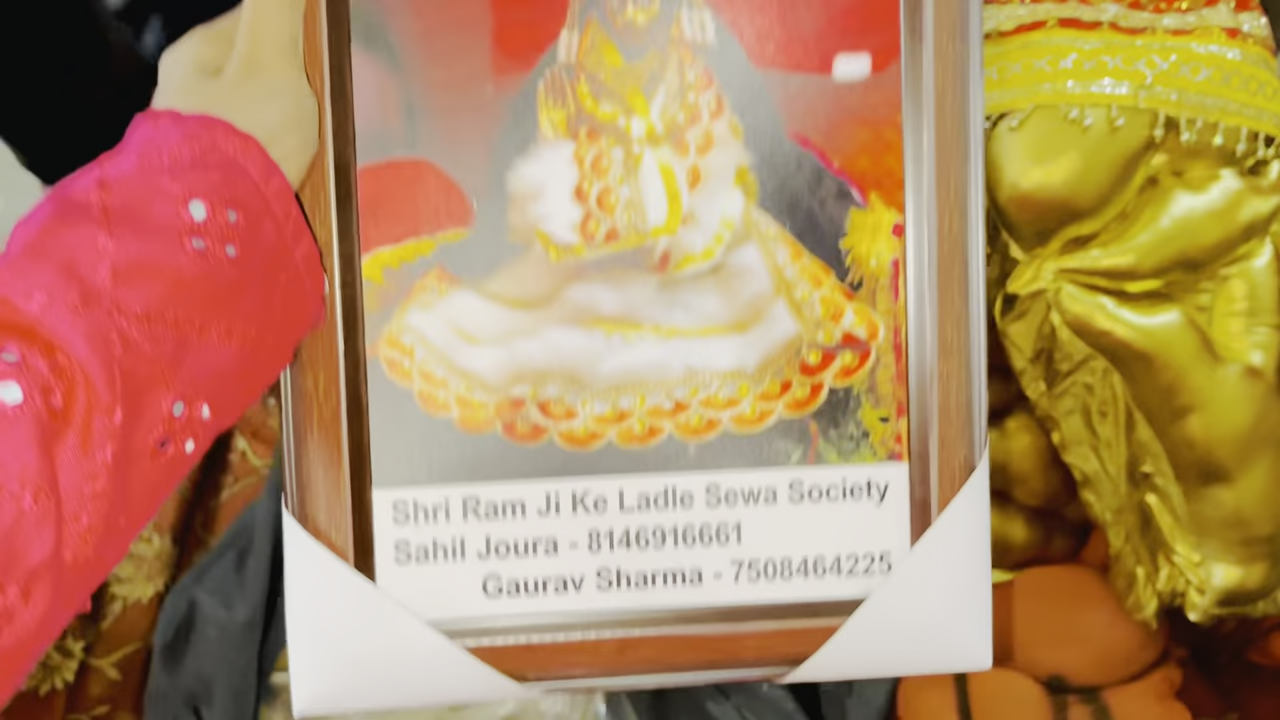 Shri Ram Ji Ke Ladle Sewa Society
Sahil Joura - 8146916661
Gaurav Sharma - 7508464225